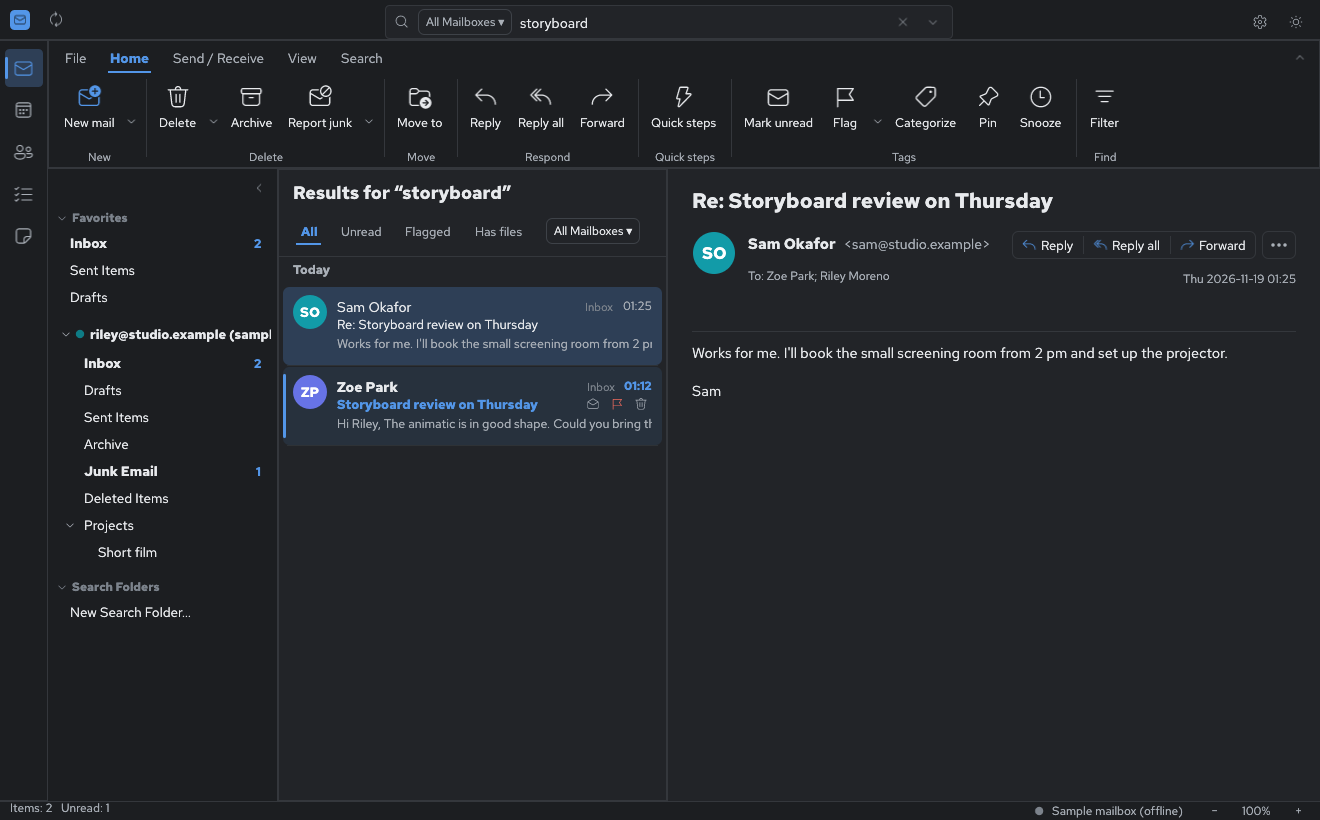 All Mailboxes ▾ storyboard
File Home Send / Receive View Search
New mail Delete Archive Report junk Move to Reply Reply all Forward Quick steps Mark unread Flag Categorize Pin Snooze Filter
New Delete Move Respond Quick steps Tags Find
Favorites
Inbox 2
Sent Items
Drafts
riley@studio.example (sampl
Inbox 2
Drafts
Sent Items
Archive
Junk Email 1
Deleted Items
Projects
Short film
Search Folders
New Search Folder...
Results for “storyboard”
All Unread Flagged Has files All Mailboxes ▾
Today
SO Sam Okafor Inbox 01:25
Re: Storyboard review on Thursday
Works for me. I'll book the small screening room from 2 p
ZP Zoe Park Inbox 01:12
Storyboard review on Thursday
Hi Riley, The animatic is in good shape. Could you bring t
Re: Storyboard review on Thursday
SO Sam Okafor <sam@studio.example> Reply Reply all Forward
To: Zoe Park; Riley Moreno
Thu 2026-11-19 01:25
Works for me. I'll book the small screening room from 2 pm and set up the projector.
Sam
Items: 2 Unread: 1
Sample mailbox (offline) − 100% +